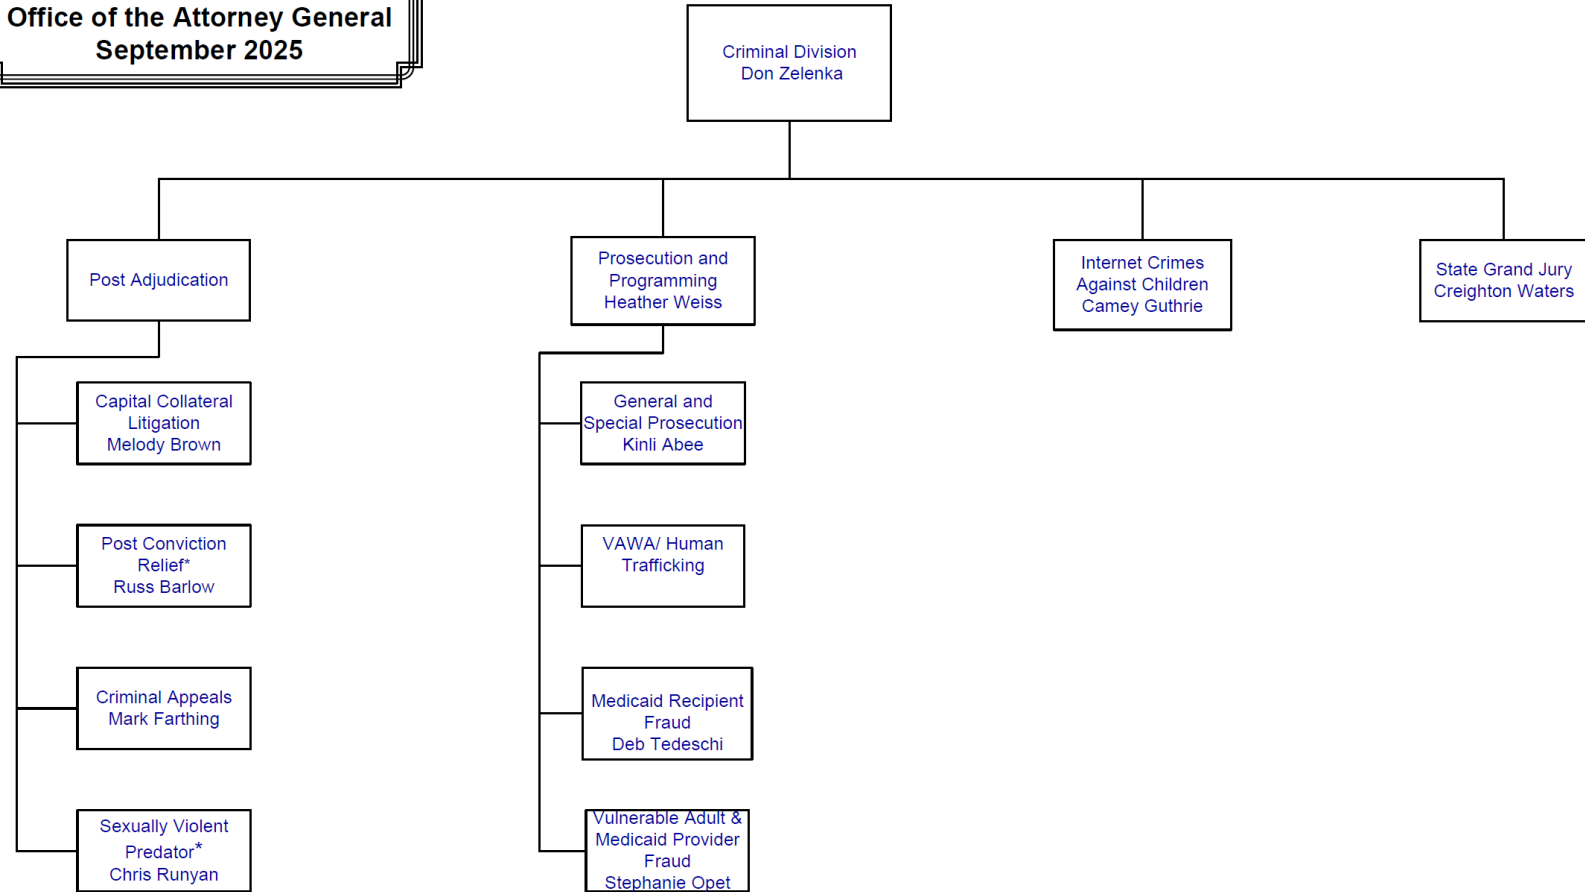 Office of the Attorney General
September 2025
Criminal Division
Don Zelenka
Post Adjudication
Prosecution and
Programming
Heather Weiss
Internet Crimes
Against Children
Camey Guthrie
State Grand Jury
Creighton Waters
Capital Collateral
Litigation
Melody Brown
General and
Special Prosecution
Kinli Abee
Post Conviction
Relief*
Russ Barlow
VAWA/ Human
Trafficking
Criminal Appeals
Mark Farthing
Medicaid Recipient
Fraud
Deb Tedeschi
Sexually Violent
Predator*
Chris Runyan
Vulnerable Adult &
Medicaid Provider
Fraud
Stephanie Opet